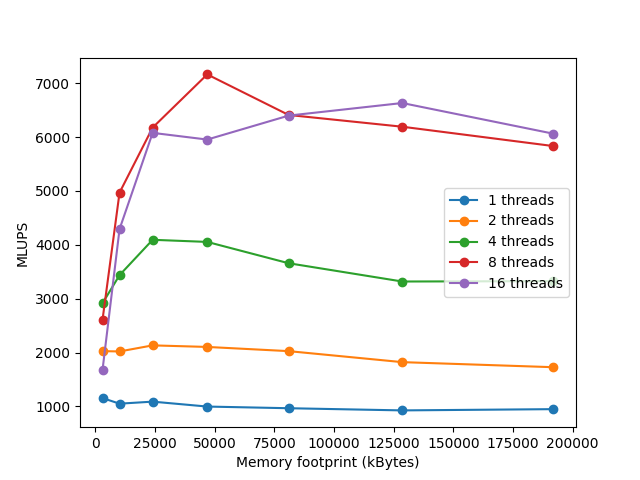 7000
6000
5000
4000
3000
2000
1000
MLUPS
1 threads
2 threads
4 threads
8 threads
16 threads
0 25000 50000 75000 100000 125000 150000 175000 200000
Memory footprint (kBytes)